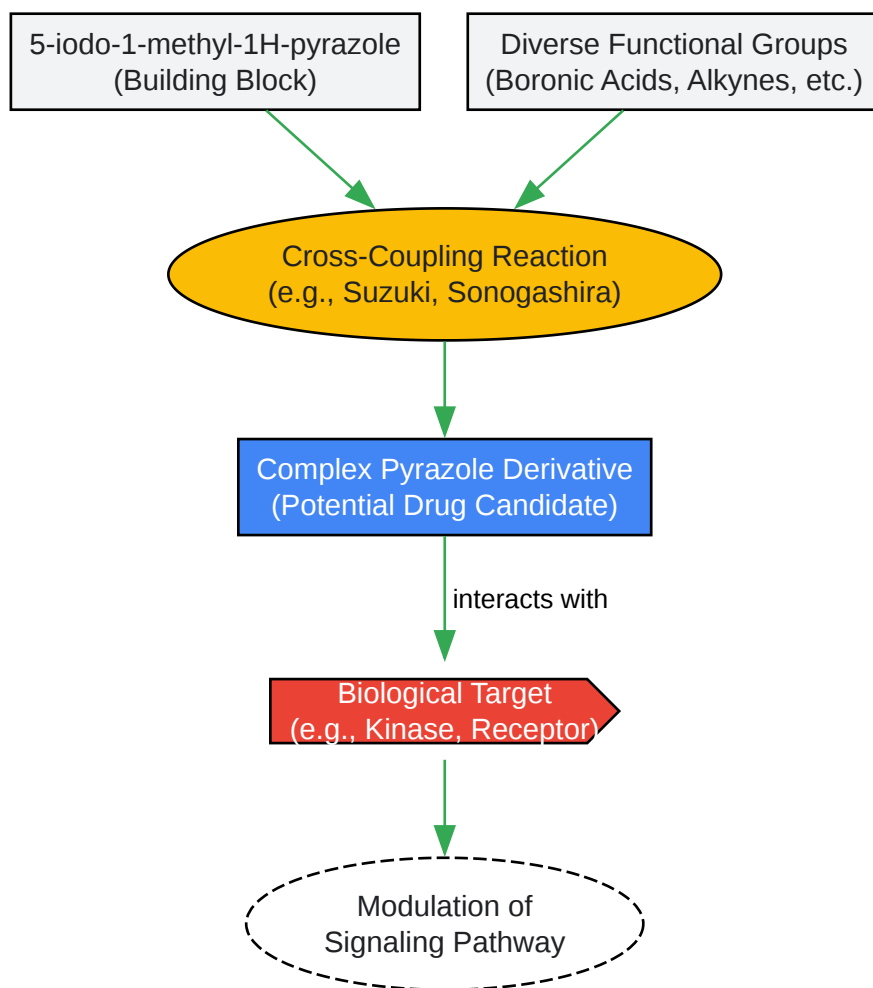 5-iodo-1-methyl-1H-pyrazole
(Building Block)
Diverse Functional Groups
(Boronic Acids, Alkynes, etc.)
Cross-Coupling Reaction
(e.g., Suzuki, Sonogashira)
Complex Pyrazole Derivative
(Potential Drug Candidate)
interacts with
Biological Target
(e.g., Kinase, Receptor)
Modulation of
Signaling Pathway